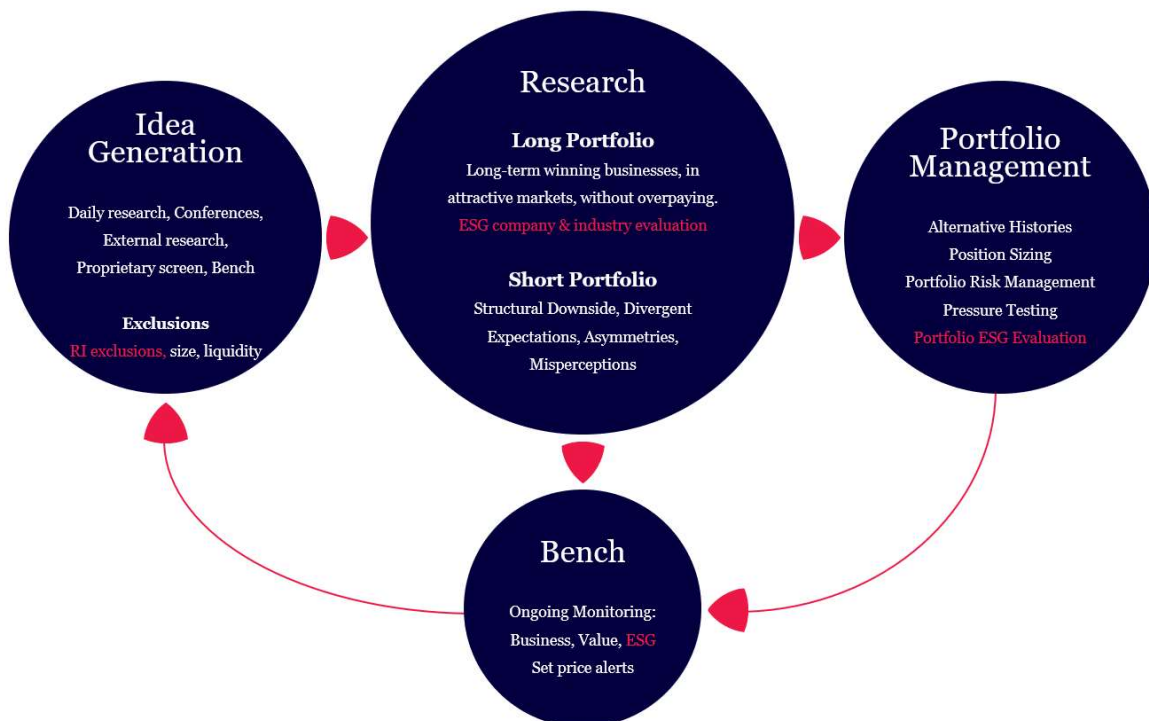 Idea
Generation
Daily research, Conferences,
External research,
Proprietary screen, Bench
Exclusions
RI exclusions, size, liquidity
Research
Long Portfolio
Long-term winning businesses, in
attractive markets, without overpaying.
ESG company & industry evaluation
Short Portfolio
Structural Downside, Divergent
Expectations, Asymmetries,
Misperceptions
Portfolio
Management
Alternative Histories
Position Sizing
Portfolio Risk Management
Pressure Testing
Portfolio ESG Evaluation
Bench
Ongoing Monitoring:
Business, Value, ESG
Set price alerts